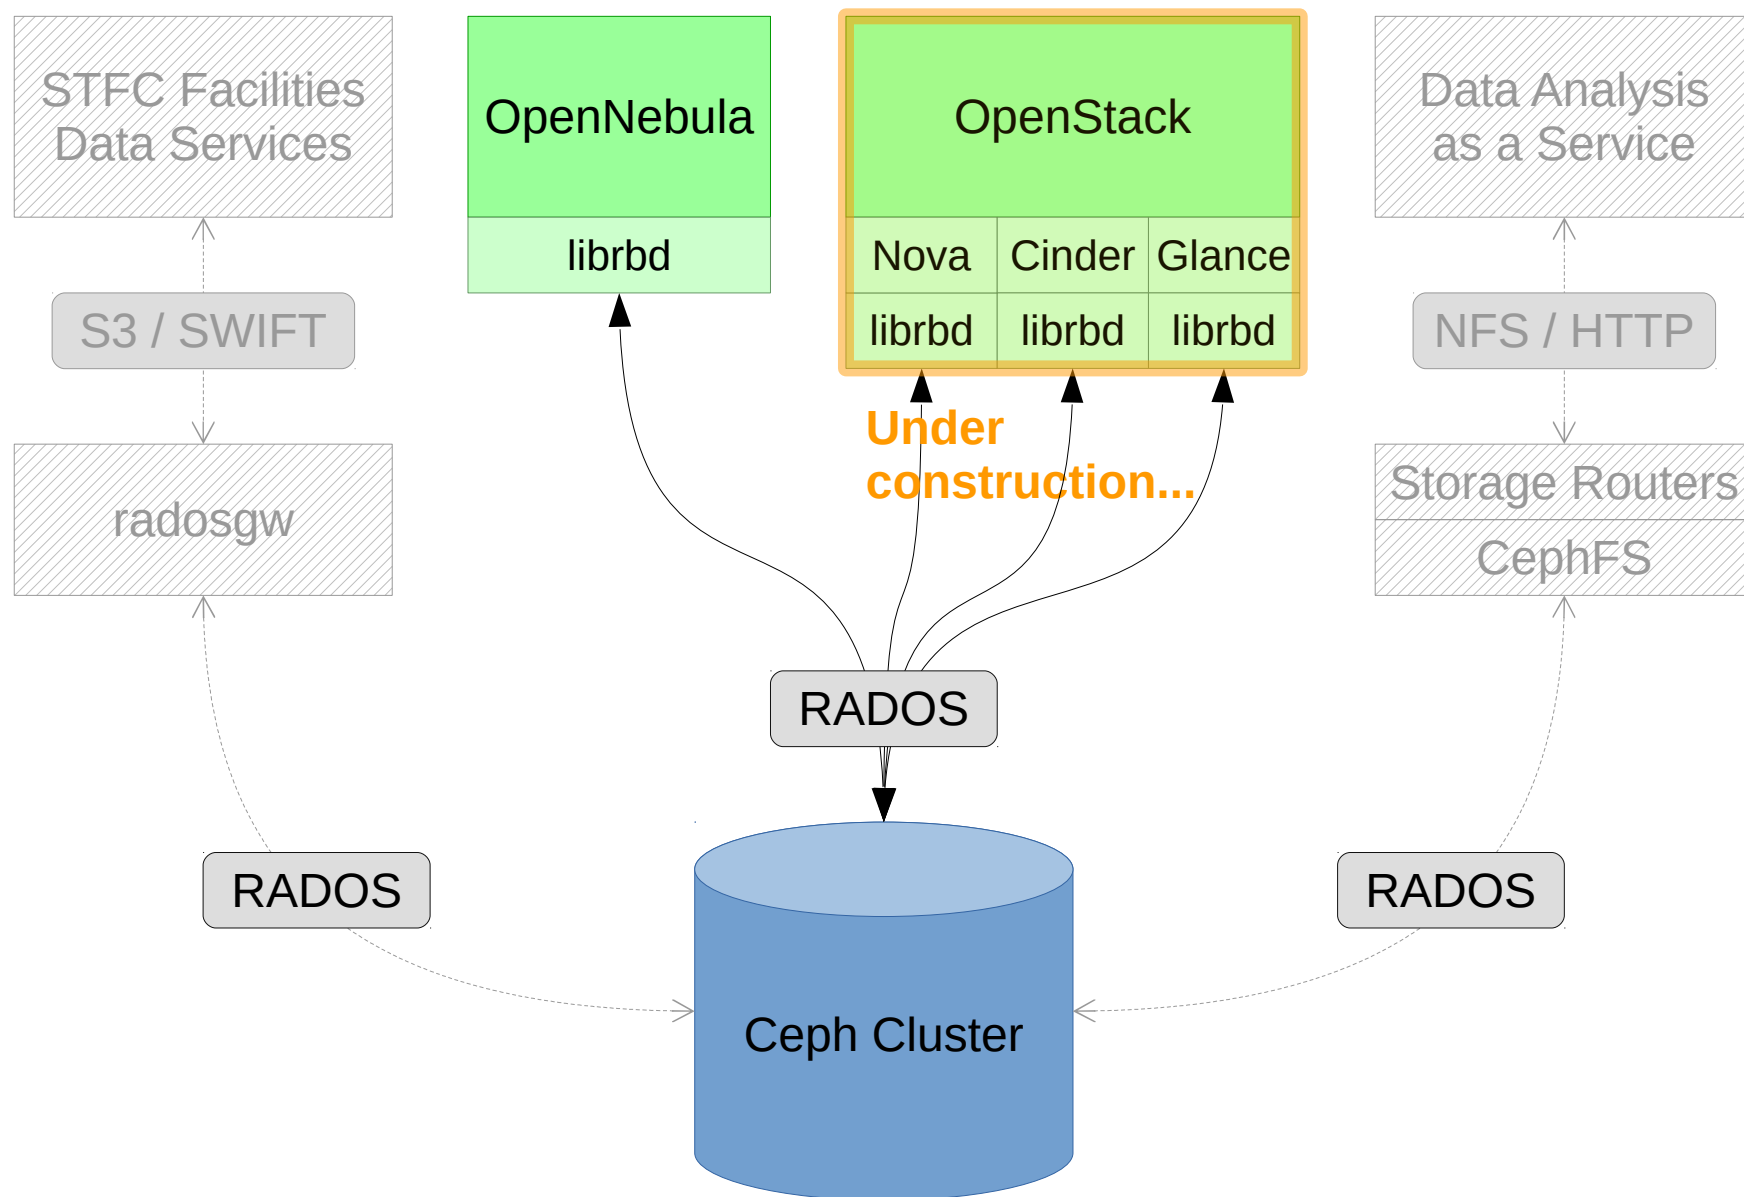 STFC Facilities
Data Services
OpenNebula
OpenStack
Data Analysis
as a Service
librbd
Nova
Cinder
Glance
S3 / SWIFT
librbd
librbd
librbd
NFS / HTTP
Under
construction...
radosgw
Storage Routers
CephFS
RADOS
RADOS
RADOS
Ceph Cluster